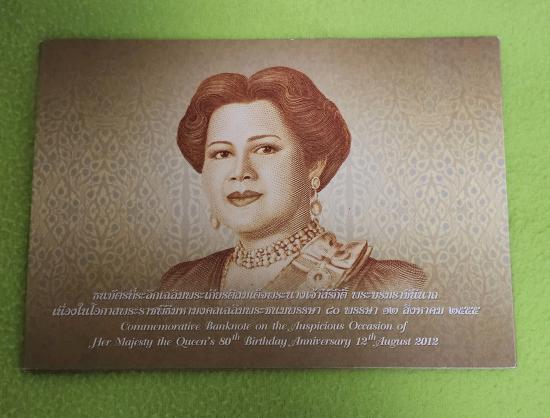 ธนบัตรที่ระลึกเฉลิมพระเกียรติสมเด็จพระนางเจ้าสิริกิติ์ พระบรมราชินีนาถ
เนื่องในโอกาสพระราชพิธีมหามงคลเฉลิมพระชนมพรรษา ๘๐ พรรษา ๑๒ สิงหาคม ๒๕๕๕
Commemorative Banknote on the Auspicious Occasion of
Her Majesty the Queen's 80th Birthday Anniversary 12th August 2012